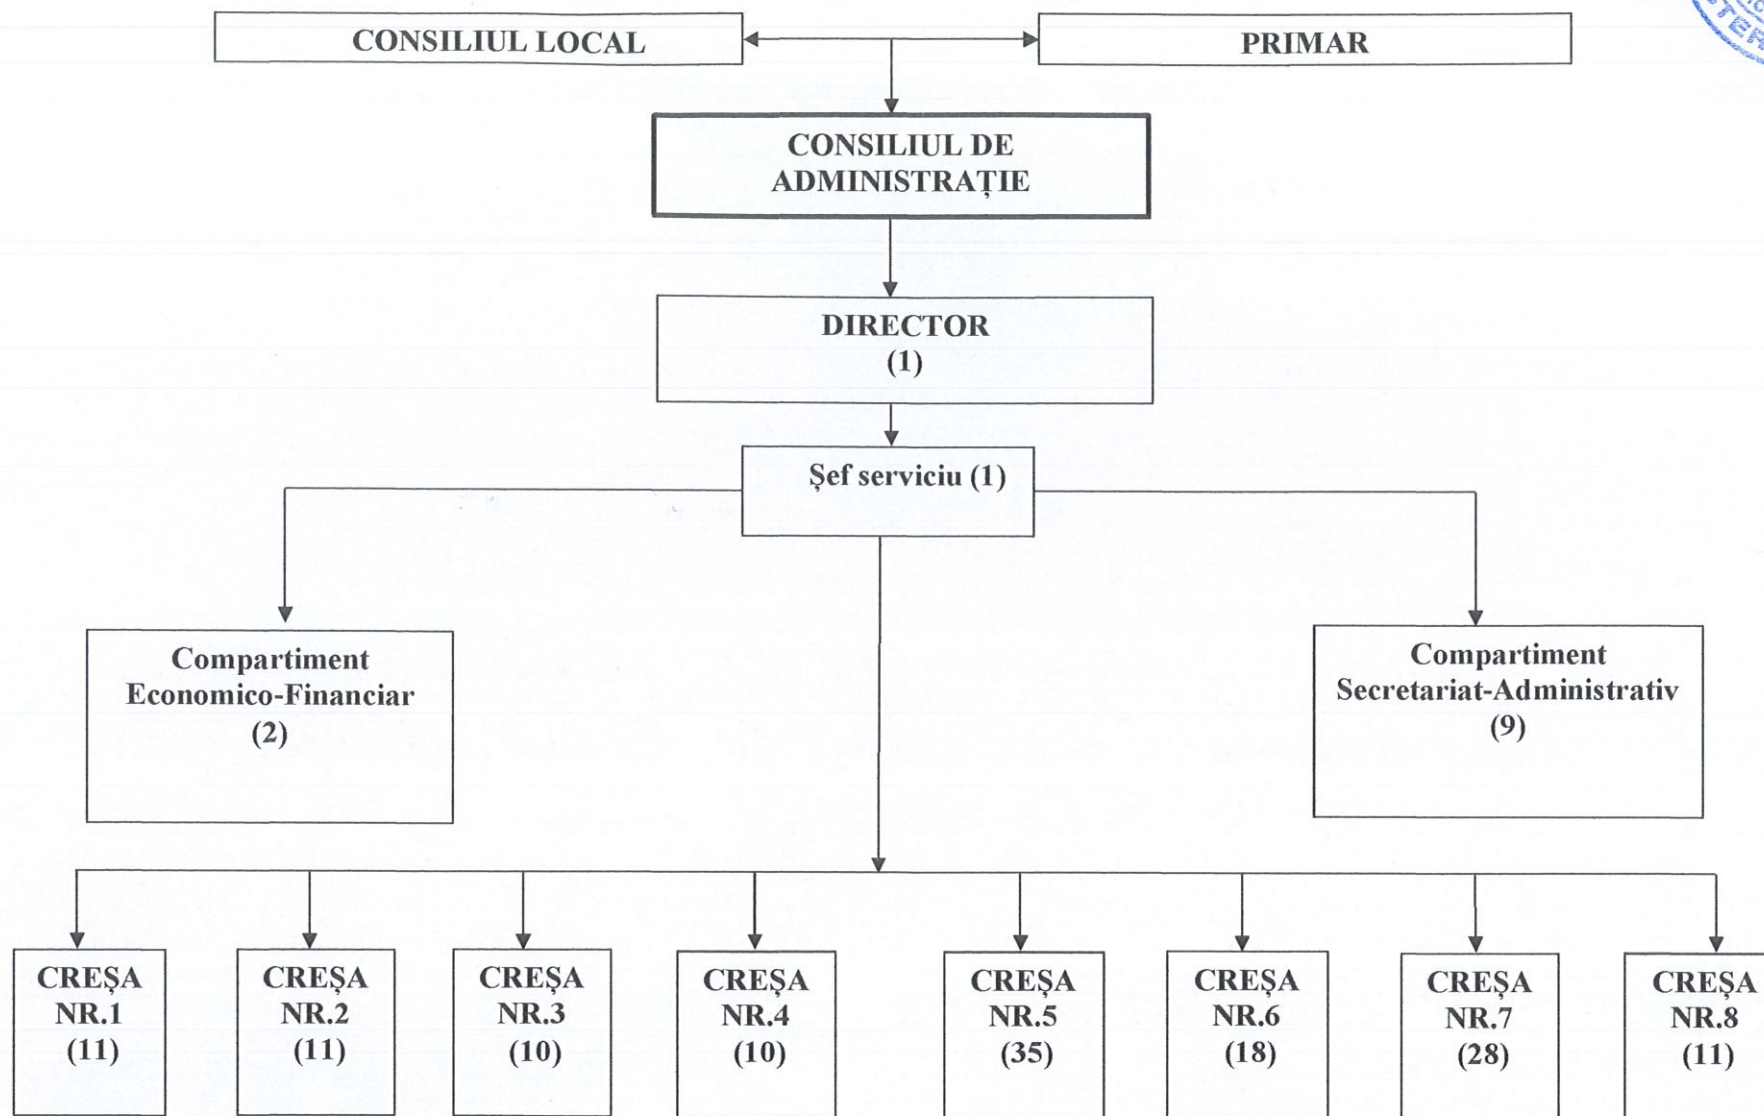 CONSILIUL LOCAL
PRIMAR
CONSILIUL DE
ADMINISTRAȚIE
DIRECTOR
(1)
Șef serviciu (1)
Compartiment
Economico-Financiar
(2)
Compartiment
Secretariat-Administrativ
(9)
CREȘA
NR.1
(11)
CREȘA
NR.2
(11)
CREȘA
NR.3
(10)
CREȘA
NR.4
(10)
CREȘA
NR.5
(35)
CREȘA
NR.6
(18)
CREȘA
NR.7
(28)
CREȘA
NR.8
(11)